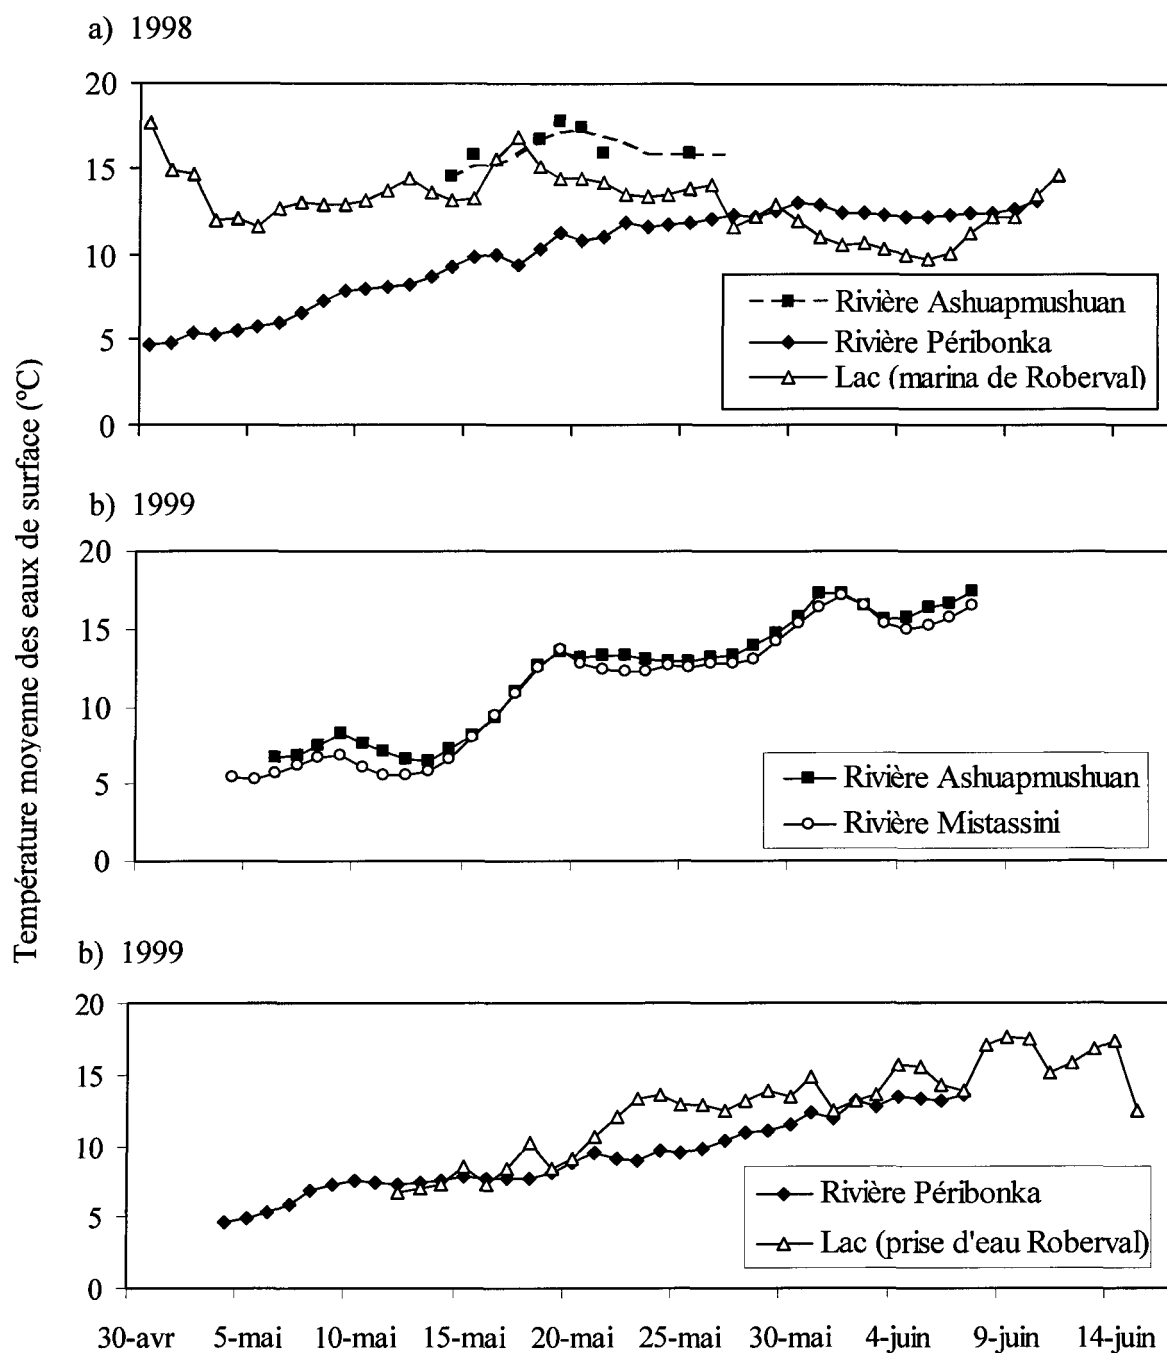 a) 1998
20
15
10
5
0
Rivière Ashuapmushuan
Rivière Péribonka
Lac (marina de Roberval)
Température moyenne des eaux de surface (°C)
b) 1999
20
15
10
5
0
Rivière Ashuapmushuan
Rivière Mistassini
b) 1999
20
15
10
5
0
Rivière Péribonka
Lac (prise d'eau Roberval)
30-avr 5-mai 10-mai 15-mai 20-mai 25-mai 30-mai 4-juin 9-juin 14-juin